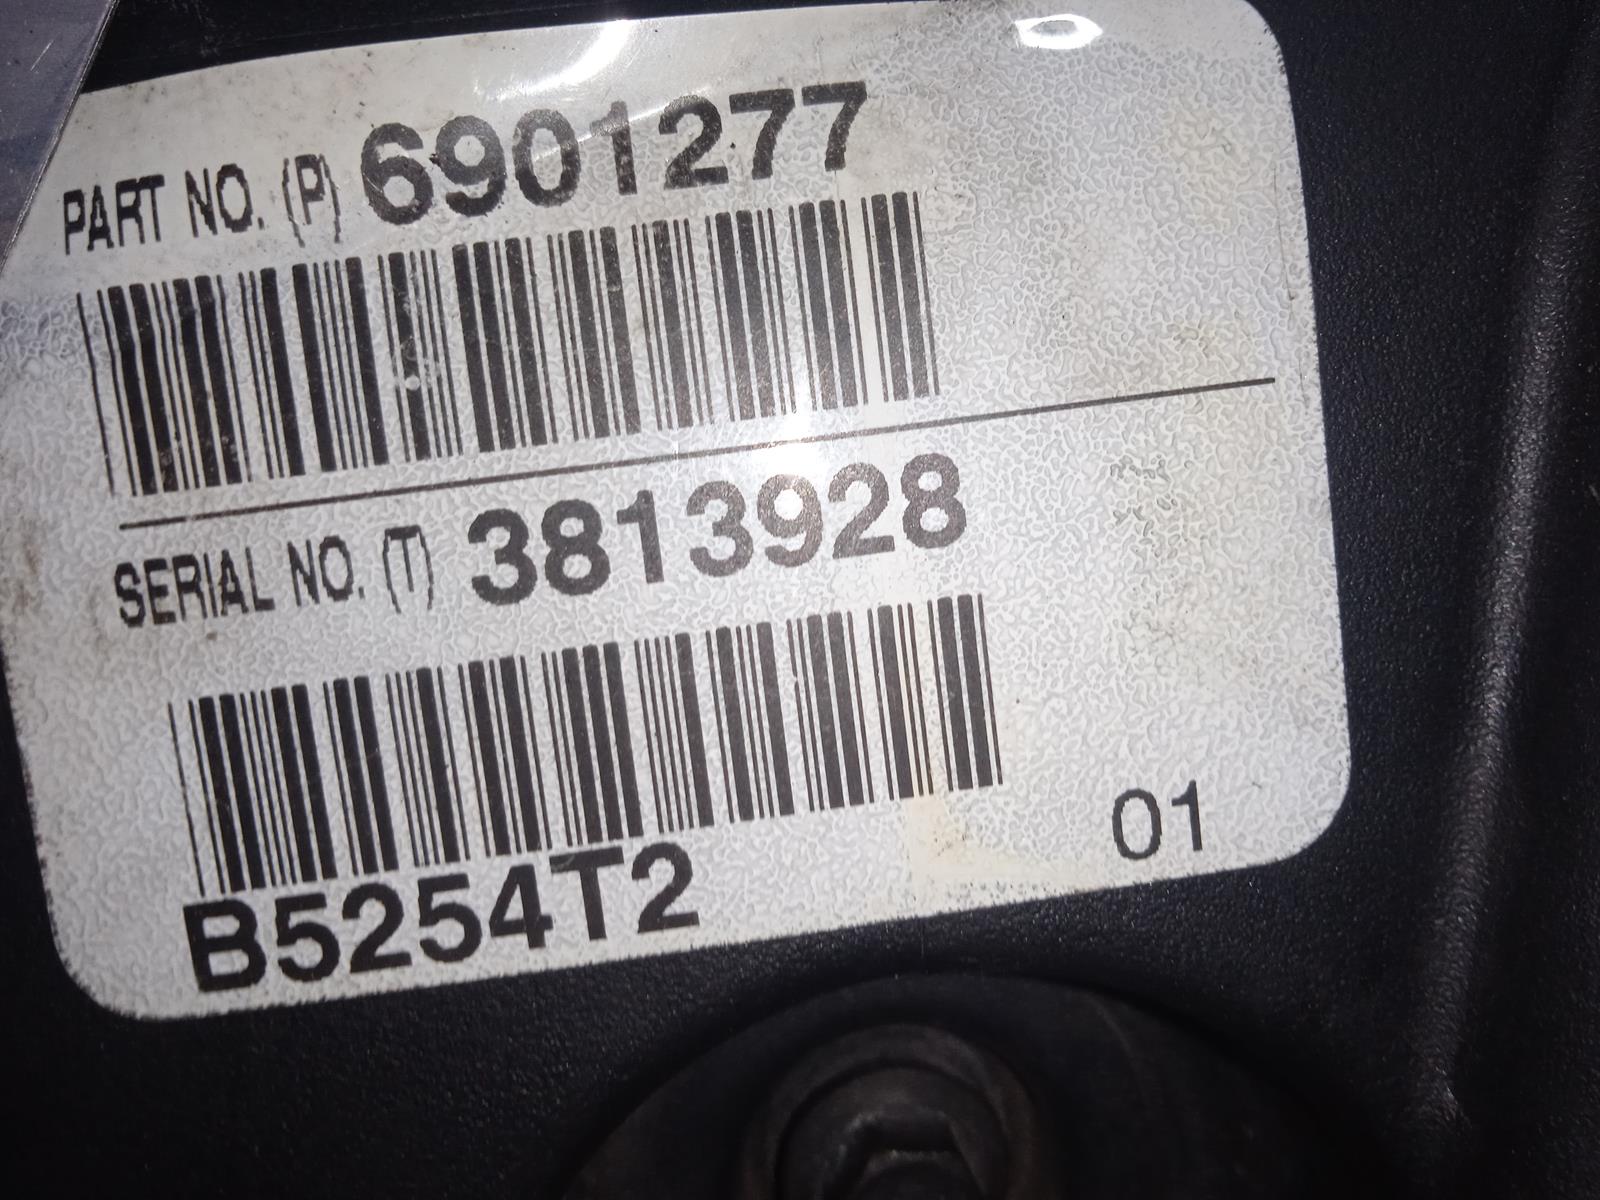 PART NO. (P) 6901277
SERIAL NO. (T) 3813928
B5254T2
01